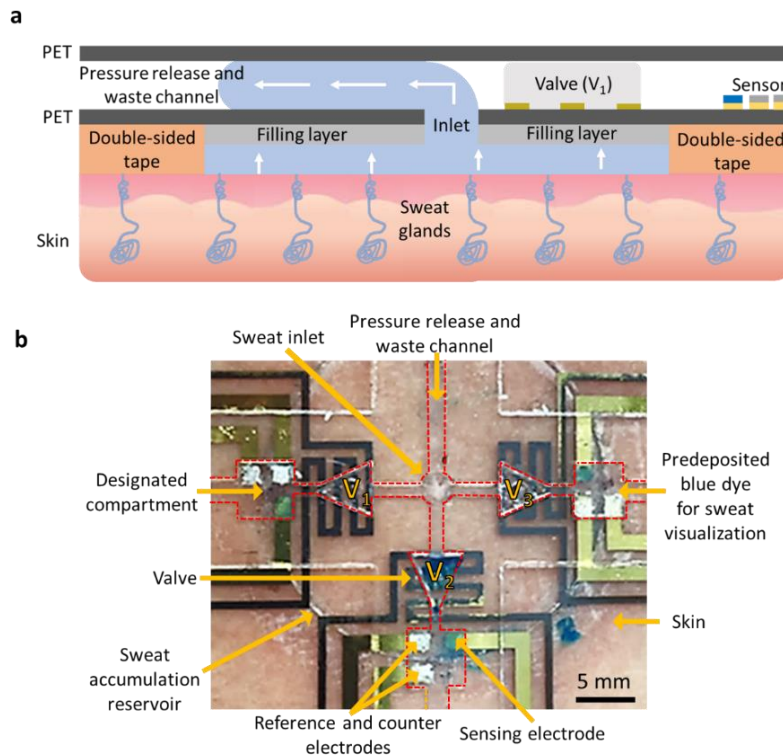 a
PET
Pressure release and
waste channel
Valve (V1)
Sensor
PET
Inlet
Double-sided
tape
Filling layer
Filling layer
Double-sided
tape
Sweat
glands
Skin
b
Pressure release and
waste channel
Sweat inlet
Designated
compartment
V1
V3
Predeposited
blue dye
for sweat
visualization
Valve
V2
Skin
Sweat
accumulation
reservoir
5 mm
Reference and counter
electrodes
Sensing electrode